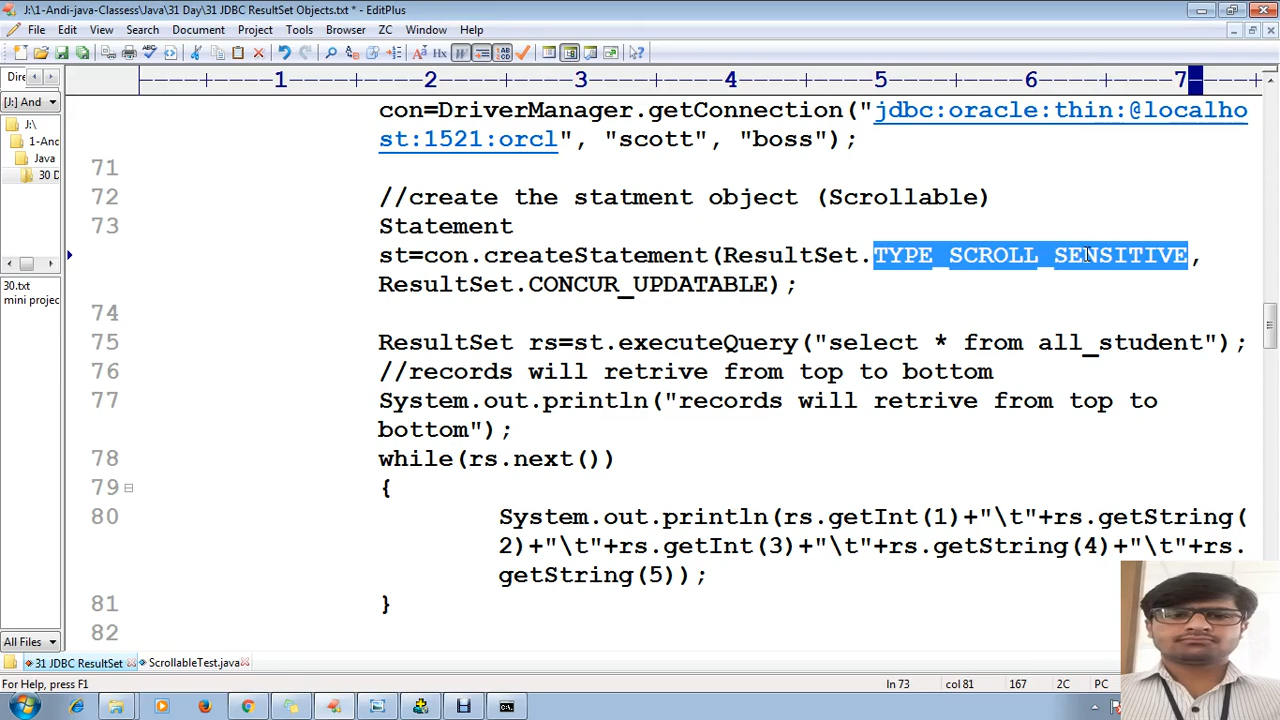 J:\1-Andi-java-Classess\Java\31 Day\31 JDBC ResultSet Objects.txt * - EditPlus
File Edit View Search Document Project Tools Browser ZC Window Help
Dire
----+----1----+----2----+----3----+----4----+----5----+----6----+----7----+
[J:] And
J:\
1-And
Java
30 D
30.txt
mini proje
All Files
con=DriverManager.getConnection("jdbc:oracle:thin:@localho
st:1521:orcl", "scott", "boss");
71
72 //create the statment object (Scrollable)
73 Statement
st=con.createStatement(ResultSet.TYPE_SCROLL_SENSITIVE,
ResultSet.CONCUR_UPDATABLE);
74
75 ResultSet rs=st.executeQuery("select * from all_student");
76 //records will retrive from top to bottom
77 System.out.println("records will retrive from top to
bottom");
78 while(rs.next())
79 {
80 System.out.println(rs.getInt(1)+"\t"+rs.getString(
2)+"\t"+rs.getInt(3)+"\t"+rs.getString(4)+"\t"+rs.
getString(5));
81 }
82
31 JDBC ResultSet ScrollableTest.java
For Help, press F1 ln 73 col 81 167 2C PC